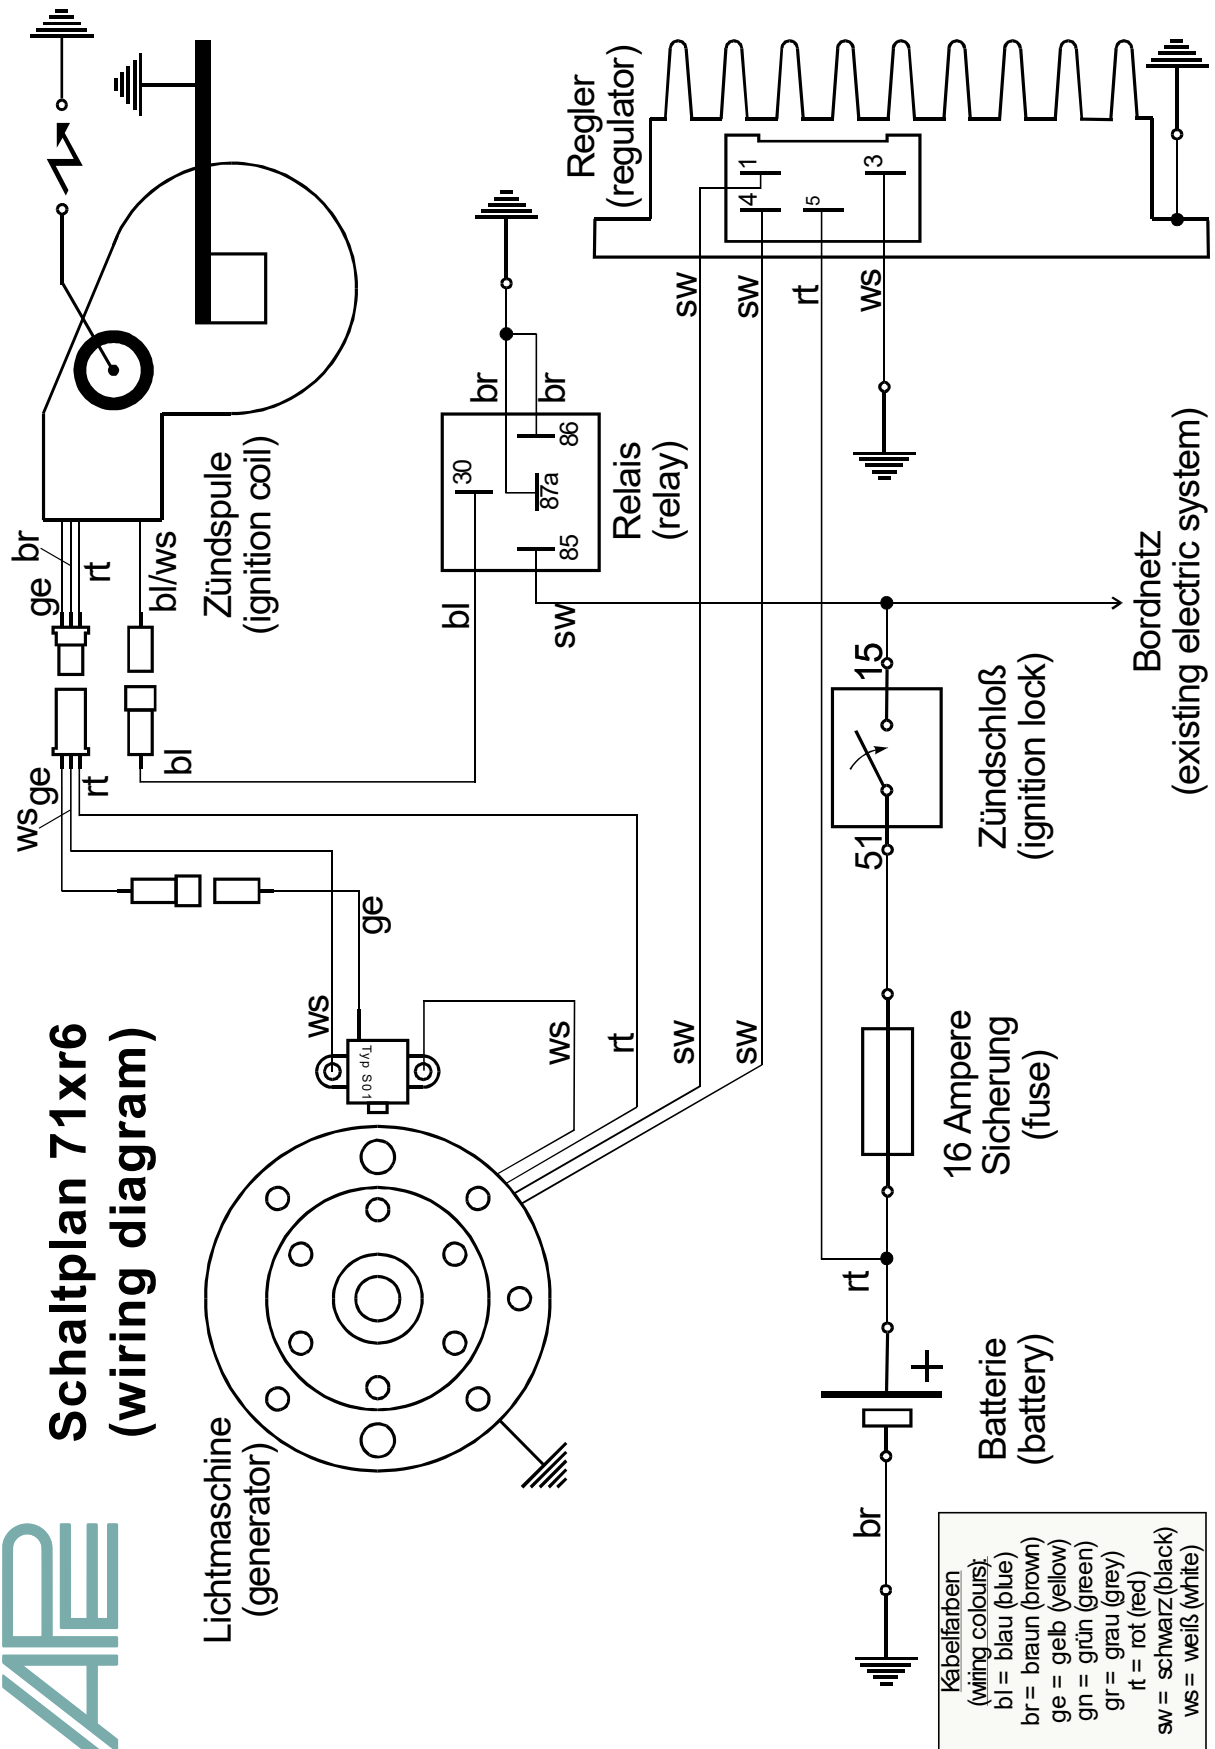 VAPE
Schaltplan 71xr6
(wiring diagram)
br
ge
rt
bl/ws
Zündspule
(ignition coil)
ws
ge
rt
bl
bl
ge
ws
Typ S01
ws
rt
sw
sw
Lichtmaschine
(generator)
br
br
30
86
87a
85
Relais
(relay)
sw
Regler
(regulator)
1
4
5
3
sw
sw
rt
ws
15
51
Zündschloß
(ignition lock)
Bordnetz
(existing electric system)
16 Ampere
Sicherung
(fuse)
rt
+
Batterie
(battery)
br
Kabelfarben
(wiring colours):
bl = blau (blue)
br = braun (brown)
ge = gelb (yellow)
gn = grün (green)
gr = grau (grey)
rt = rot (red)
sw = schwarz (black)
ws = weiß (white)